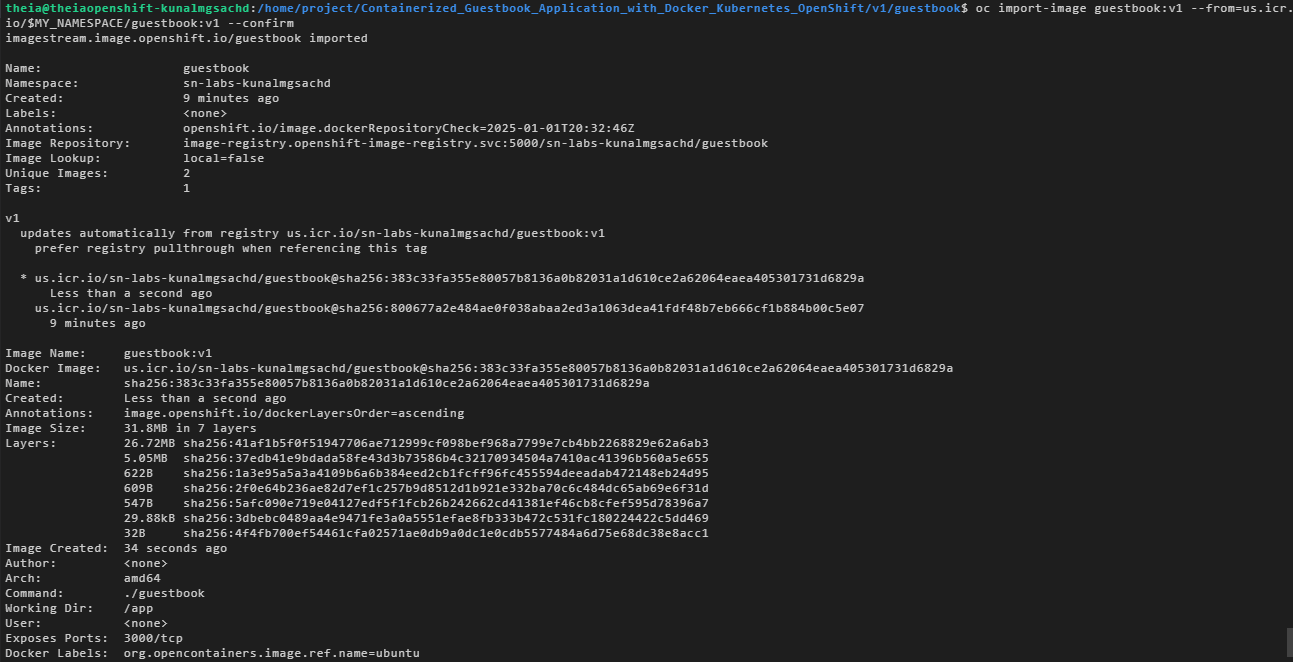 theia@theiaopenshift-kunalmgsachd:/home/project/Containerized_Guestbook_Application_with_Docker_Kubernetes_OpenShift/v1/guestbook$ oc import-image guestbook:v1 --from=us.icr.
io/$MY_NAMESPACE/guestbook:v1 --confirm
imagestream.image.openshift.io/guestbook imported

Name: guestbook
Namespace: sn-labs-kunalmgsachd
Created: 9 minutes ago
Labels: <none>
Annotations: openshift.io/image.dockerRepositoryCheck=2025-01-01T20:32:46Z
Image Repository: image-registry.openshift-image-registry.svc:5000/sn-labs-kunalmgsachd/guestbook
Image Lookup: local=false
Unique Images: 2
Tags: 1

v1
updates automatically from registry us.icr.io/sn-labs-kunalmgsachd/guestbook:v1
prefer registry pullthrough when referencing this tag

* us.icr.io/sn-labs-kunalmgsachd/guestbook@sha256:383c33fa355e80057b8136a0b82031a1d610ce2a62064eaea405301731d6829a
Less than a second ago
us.icr.io/sn-labs-kunalmgsachd/guestbook@sha256:800677a2e484ae0f038abaa2ed3a1063dea41fdf48b7eb666cf1b884b00c5e07
9 minutes ago

Image Name: guestbook:v1
Docker Image: us.icr.io/sn-labs-kunalmgsachd/guestbook@sha256:383c33fa355e80057b8136a0b82031a1d610ce2a62064eaea405301731d6829a
Name: sha256:383c33fa355e80057b8136a0b82031a1d610ce2a62064eaea405301731d6829a
Created: Less than a second ago
Annotations: image.openshift.io/dockerLayersOrder=ascending
Image Size: 31.8MB in 7 layers
Layers: 26.72MB sha256:41af1b5f0f51947706ae712999cf098bef968a7799e7cb4bb2268829e62a6ab3
5.05MB sha256:37edb41e9bdada58fe43d3b73586b4c32170934504a7410ac41396b560a5e655
622B sha256:1a3e95a5a3a4109b6a6b384eed2cb1fcff96fc455594deeadab472148eb24d95
609B sha256:2f0e64b236ae82d7ef1c257b9d8512d1b921e332ba70c6c484dc65ab69e6f31d
547B sha256:5afc090e719e04127edf5f1fcb26b242662cd41381ef46cb8cfef595d78396a7
29.88kB sha256:3dbebc0489aa4e9471fe3a0a5551efae8fb333b472c531fc180224422c5dd469
32B sha256:4f4fb700ef54461cfa02571ae0db9a0dc1e0cdb5577484a6d75e68dc38e8acc1
Image Created: 34 seconds ago
Author: <none>
Arch: amd64
Command: ./guestbook
Working Dir: /app
User: <none>
Exposes Ports: 3000/tcp
Docker Labels: org.opencontainers.image.ref.name=ubuntu